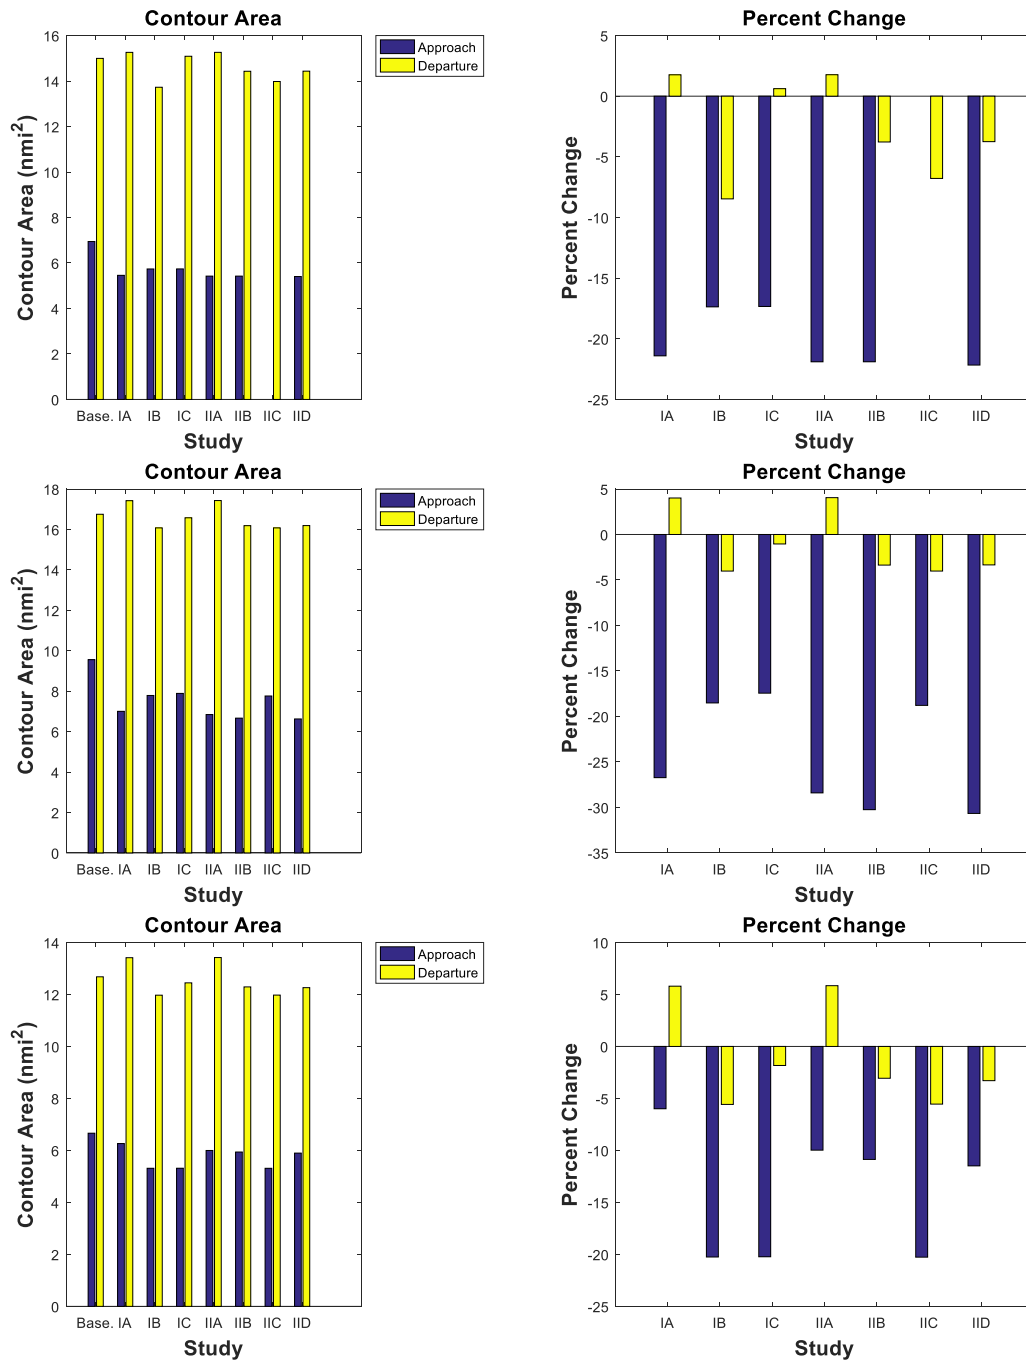 Contour Area
Contour Area (nmi²)
16
14
12
10
8
6
4
2
0
Base. IA IB IC IIA IIB IIC IID
Study
Approach
Departure
Percent Change
Percent Change
5
0
-5
-10
-15
-20
-25
IA IB IC IIA IIB IIC IID
Study
Contour Area
Contour Area (nmi²)
18
16
14
12
10
8
6
4
2
0
Base. IA IB IC IIA IIB IIC IID
Study
Approach
Departure
Percent Change
Percent Change
5
0
-5
-10
-15
-20
-25
-30
-35
IA IB IC IIA IIB IIC IID
Study
Contour Area
Contour Area (nmi²)
14
12
10
8
6
4
2
0
Base. IA IB IC IIA IIB IIC IID
Study
Approach
Departure
Percent Change
Percent Change
10
5
0
-5
-10
-15
-20
-25
IA IB IC IIA IIB IIC IID
Study